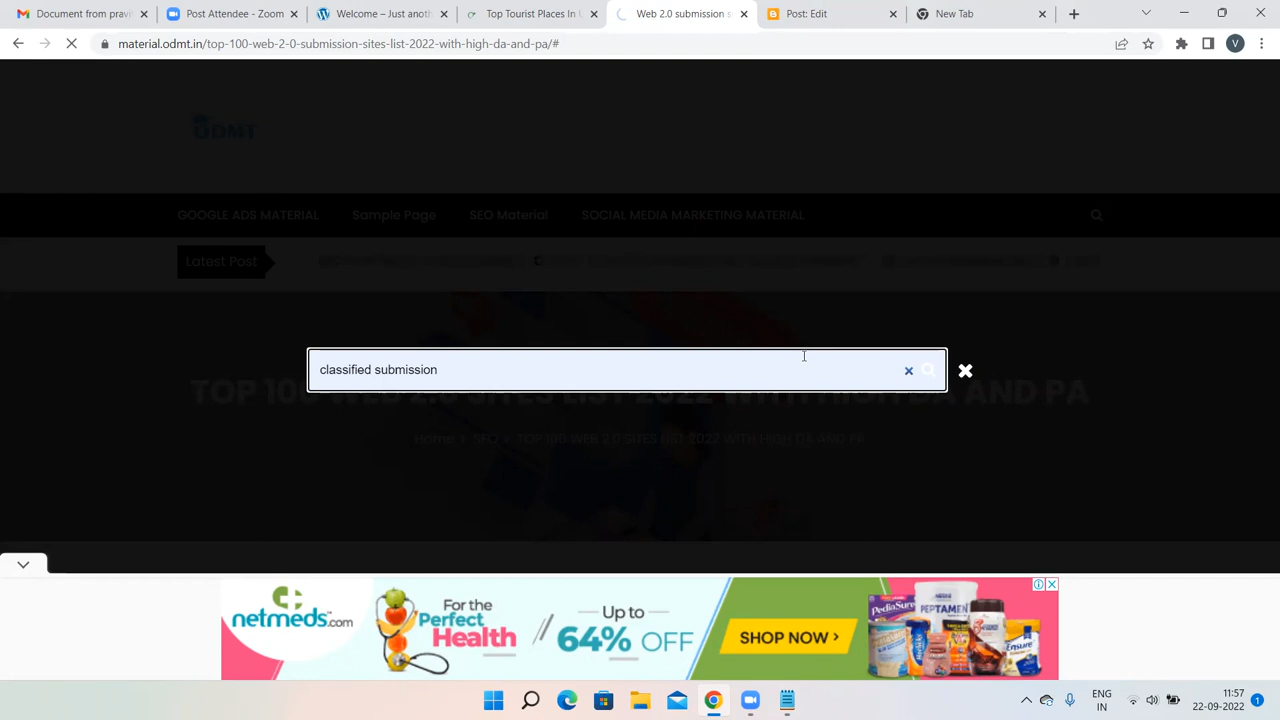 Document from prav
Post Attendee - Zoom
Welcome – Just anoth
Top Tourist Places In U
Web 2.0 submission s
Post: Edit
New Tab
material.odmt.in/top-100-web-2-0-submission-sites-list-2022-with-high-da-and-pa/#
V
ODMT
GOOGLE ADS MATERIAL
Sample Page
SEO Material
SOCIAL MEDIA MARKETING MATERIAL
Latest Post
classified submission
TOP 100 WEB 2.0 SITES LIST 2022 WITH HIGH DA AND PA
Home > SEO > TOP 100 WEB 2.0 SITES LIST 2022 WITH HIGH DA AND PA
netmeds.com
For the
Perfect
Health
Up to
64% OFF
SHOP NOW ›
PediaSure
PEPTAMEN
Ensure
ENG
IN
11:57
22-09-2022
1